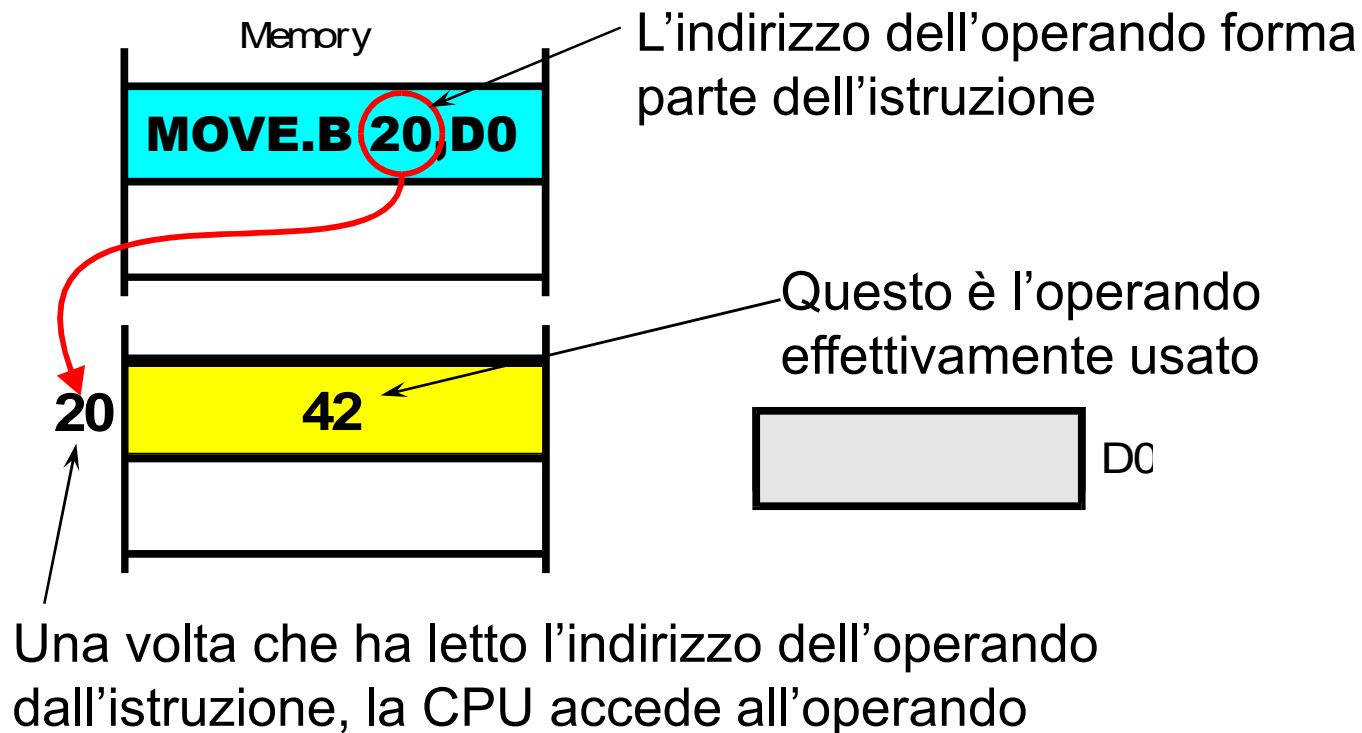 Memory
L’indirizzo dell’operando forma
parte dell’istruzione
MOVE.B 20,D0
Questo è l’operando
effettivamente usato
20
42
D0
Una volta che ha letto l’indirizzo dell’operando
dall’istruzione, la CPU accede all’operando